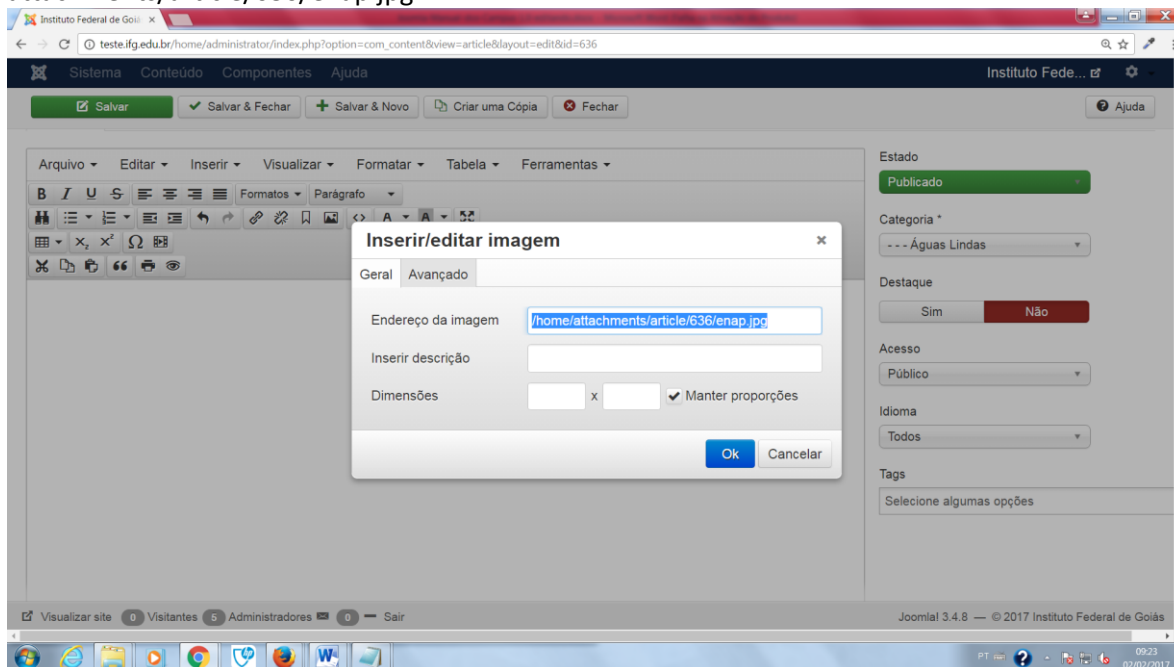 Instituto Federal de Goiá
teste.ifg.edu.br/home/administrator/index.php?option=com_content&view=article&layout=edit&id=636
Sistema Conteúdo Componentes Ajuda Instituto Fede...
Salvar Salvar & Fechar Salvar & Novo Criar uma Cópia Fechar Ajuda
Arquivo Editar Inserir Visualizar Formatar Tabela Ferramentas
B I U S Formatos Parágrafo
A A
Inserir/editar imagem
Geral Avançado
Endereço da imagem /home/attachments/article/636/enap.jpg
Inserir descrição
Dimensões x Manter proporções
Ok Cancelar
Estado
Publicado
Categoria *
- - - Águas Lindas
Destaque
Sim Não
Acesso
Público
Idioma
Todos
Tags
Selecione algumas opções
Visualizar site 0 Visitantes 5 Administradores 0 Sair Joomla! 3.4.8 — © 2017 Instituto Federal de Goiás
PT 09:23
02/02/2017